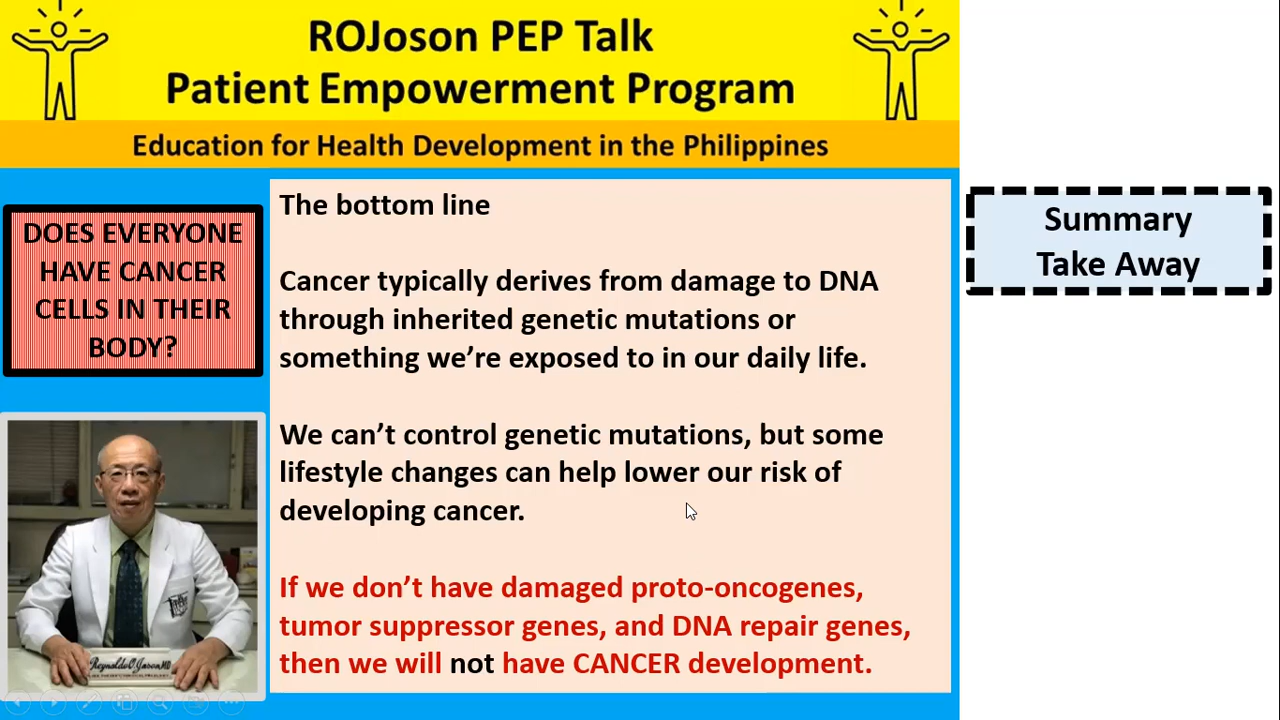 ROJoson PEP Talk
Patient Empowerment Program
Education for Health Development in the Philippines
DOES EVERYONE
HAVE CANCER
CELLS IN THEIR
BODY?
The bottom line
Cancer typically derives from damage to DNA
through inherited genetic mutations or
something we’re exposed to in our daily life.
We can’t control genetic mutations, but some
lifestyle changes can help lower our risk of
developing cancer.
If we don’t have damaged proto-oncogenes,
tumor suppressor genes, and DNA repair genes,
then we will not have CANCER development.
Summary
Take Away
Reynaldo O. Joson, MD